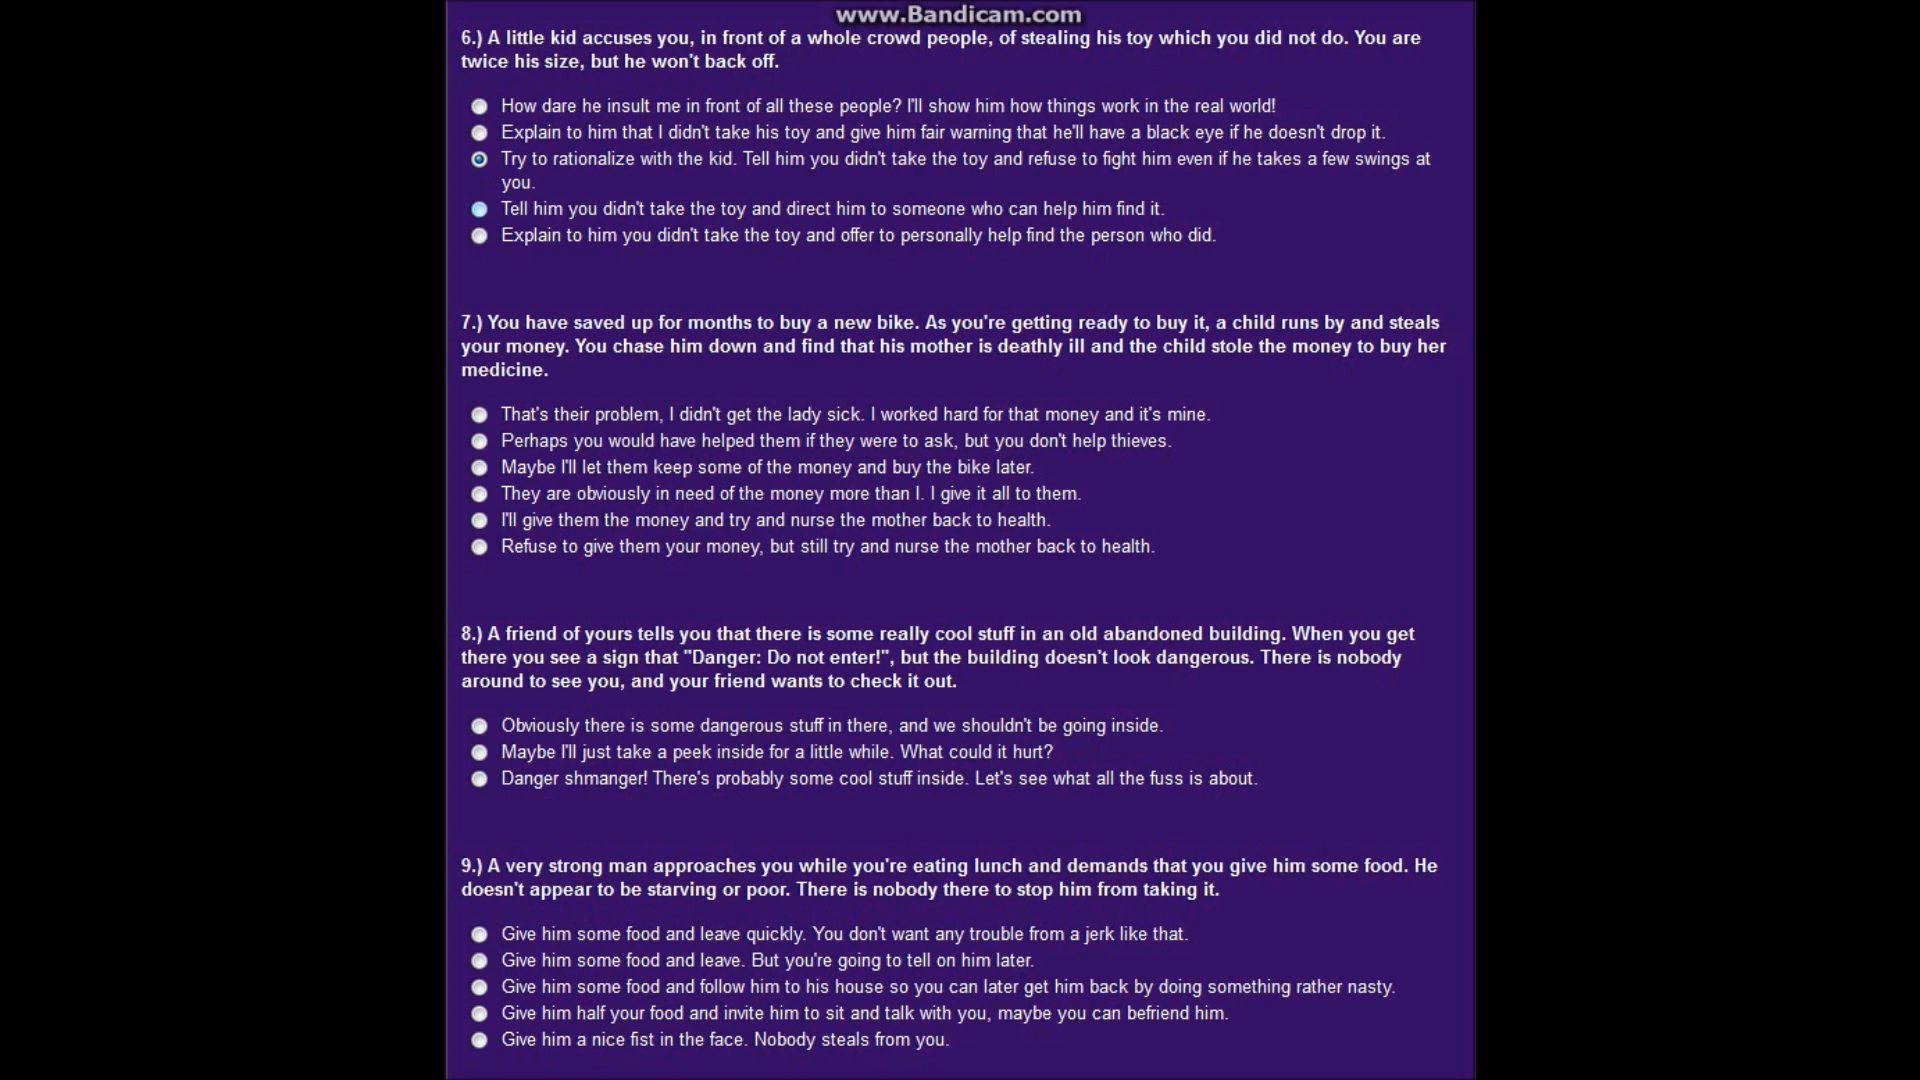 www.Bandicam.com
6.) A little kid accuses you, in front of a whole crowd people, of stealing his toy which you did not do. You are
twice his size, but he won't back off.
How dare he insult me in front of all these people? I'll show him how things work in the real world!
Explain to him that I didn't take his toy and give him fair warning that he'll have a black eye if he doesn't drop it.
Try to rationalize with the kid. Tell him you didn't take the toy and refuse to fight him even if he takes a few swings at
you.
Tell him you didn't take the toy and direct him to someone who can help him find it.
Explain to him you didn't take the toy and offer to personally help find the person who did.
7.) You have saved up for months to buy a new bike. As you're getting ready to buy it, a child runs by and steals
your money. You chase him down and find that his mother is deathly ill and the child stole the money to buy her
medicine.
That's their problem, I didn't get the lady sick. I worked hard for that money and it's mine.
Perhaps you would have helped them if they were to ask, but you don't help thieves.
Maybe I'll let them keep some of the money and buy the bike later.
They are obviously in need of the money more than I. I give it all to them.
I'll give them the money and try and nurse the mother back to health.
Refuse to give them your money, but still try and nurse the mother back to health.
8.) A friend of yours tells you that there is some really cool stuff in an old abandoned building. When you get
there you see a sign that "Danger: Do not enter!", but the building doesn't look dangerous. There is nobody
around to see you, and your friend wants to check it out.
Obviously there is some dangerous stuff in there, and we shouldn't be going inside.
Maybe I'll just take a peek inside for a little while. What could it hurt?
Danger shmanger! There's probably some cool stuff inside. Let's see what all the fuss is about.
9.) A very strong man approaches you while you're eating lunch and demands that you give him some food. He
doesn't appear to be starving or poor. There is nobody there to stop him from taking it.
Give him some food and leave quickly. You don't want any trouble from a jerk like that.
Give him some food and leave. But you're going to tell on him later.
Give him some food and follow him to his house so you can later get him back by doing something rather nasty.
Give him half your food and invite him to sit and talk with you, maybe you can befriend him.
Give him a nice fist in the face. Nobody steals from you.